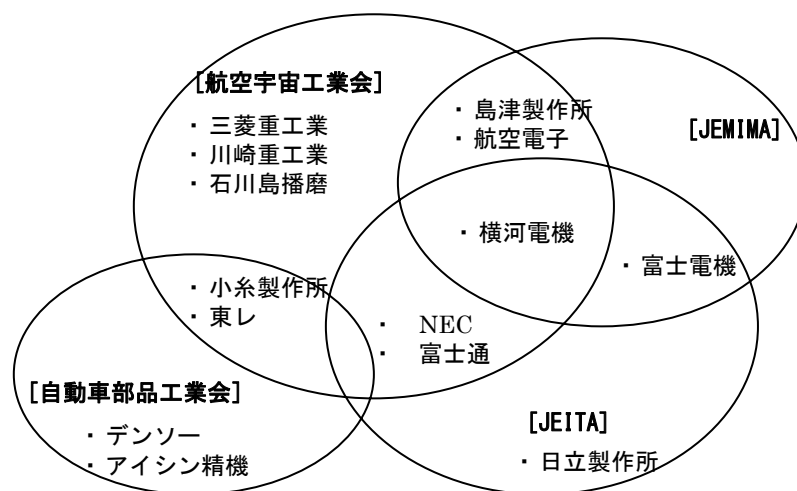 [航空宇宙工業会]
・三菱重工業
・川崎重工業
・石川島播磨
・島津製作所
・航空電子
[JEMIMA]
・横河電機
・富士電機
・小糸製作所
・東レ
・ NEC
・ 富士通
[自動車部品工業会]
・デンソー
・アイシン精機
[JEITA]
・日立製作所